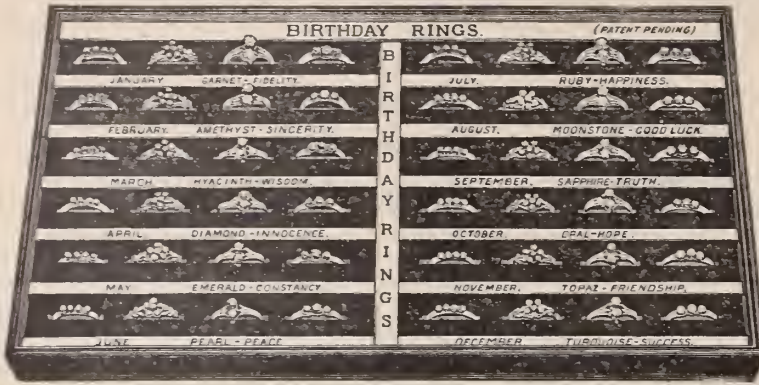 BIRTHDAY RINGS. (PATENT PENDING)
JANUARY. GARNET-FIDELITY.
FEBRUARY. AMETHYST-SINCERITY.
MARCH. HYACINTH-WISDOM.
APRIL. DIAMOND-INNOCENCE.
MAY. EMERALD-CONSTANCY.
JUNE. PEARL-PEACE
BIRTHDAY RINGS
JULY. RUBY-HAPPINESS.
AUGUST. MOONSTONE-GOOD LUCK
SEPTEMBER. SAPPHIRE-TRUTH.
OCTOBER. OPAL-HOPE.
NOVEMBER. TOPAZ-FRIENDSHIP.
DECEMBER TURQUOISE-SUCCESS.